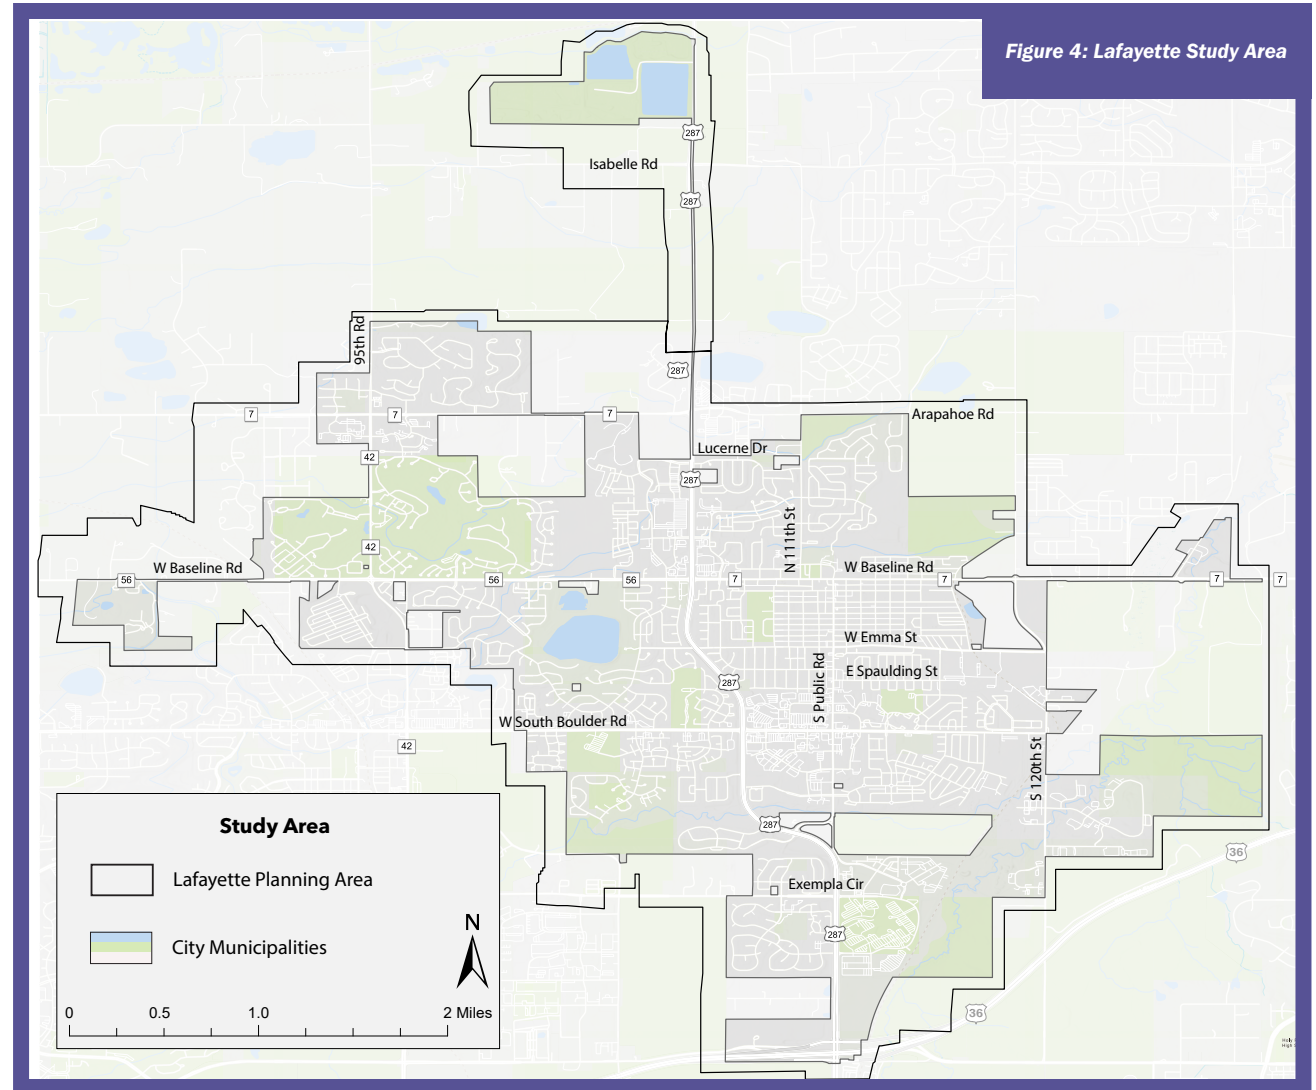 Figure 4: Lafayette Study Area
287
Isabelle Rd
287
95th Rd
287
7
7
7
Arapahoe Rd
Lucerne Dr
42
287
N 111th St
42
W Baseline Rd
56
56
56
7
W Baseline Rd
7
7
7
W Emma St
E Spaulding St
287
S Public Rd
W South Boulder Rd
42
S 120th St
287
36
Exempla Cir
287
36
Study Area
Lafayette Planning Area
City Municipalities
N
0 0.5 1.0 2 Miles